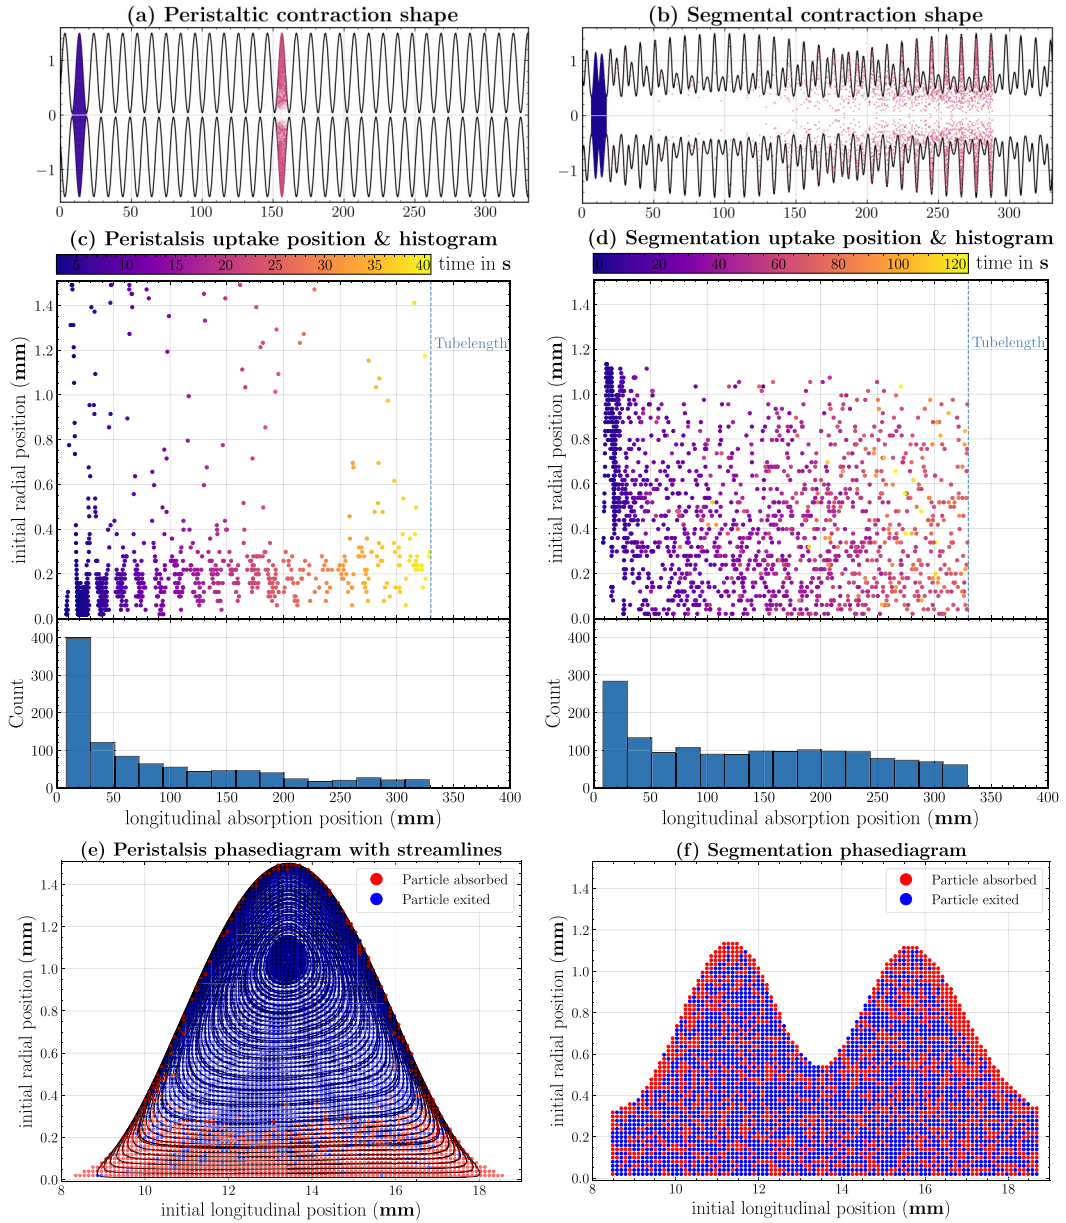 (a) Peristaltic contraction shape
1
0
−1
0 50 100 150 200 250 300
(b) Segmental contraction shape
1
0
−1
0 50 100 150 200 250 300
(c) Peristalsis uptake position & histogram
5 10 15 20 25 30 35 40 time in s
initial radial position (mm)
1.4
1.2
1.0
0.8
0.6
0.4
0.2
0.0
Tubelength
Count
400
300
200
100
0
0 50 100 150 200 250 300 350 400
longitudinal absorption position (mm)
(d) Segmentation uptake position & histogram
0 20 40 60 80 100 120 time in s
initial radial position (mm)
1.4
1.2
1.0
0.8
0.6
0.4
0.2
0.0
Tubelength
Count
400
300
200
100
0
0 50 100 150 200 250 300 350 400
longitudinal absorption position (mm)
(e) Peristalsis phasediagram with streamlines
Particle absorbed
Particle exited
initial radial position (mm)
1.4
1.2
1.0
0.8
0.6
0.4
0.2
0.0
8 10 12 14 16 18
initial longitudinal position (mm)
(f) Segmentation phasediagram
Particle absorbed
Particle exited
initial radial position (mm)
1.4
1.2
1.0
0.8
0.6
0.4
0.2
0.0
8 10 12 14 16 18
initial longitudinal position (mm)